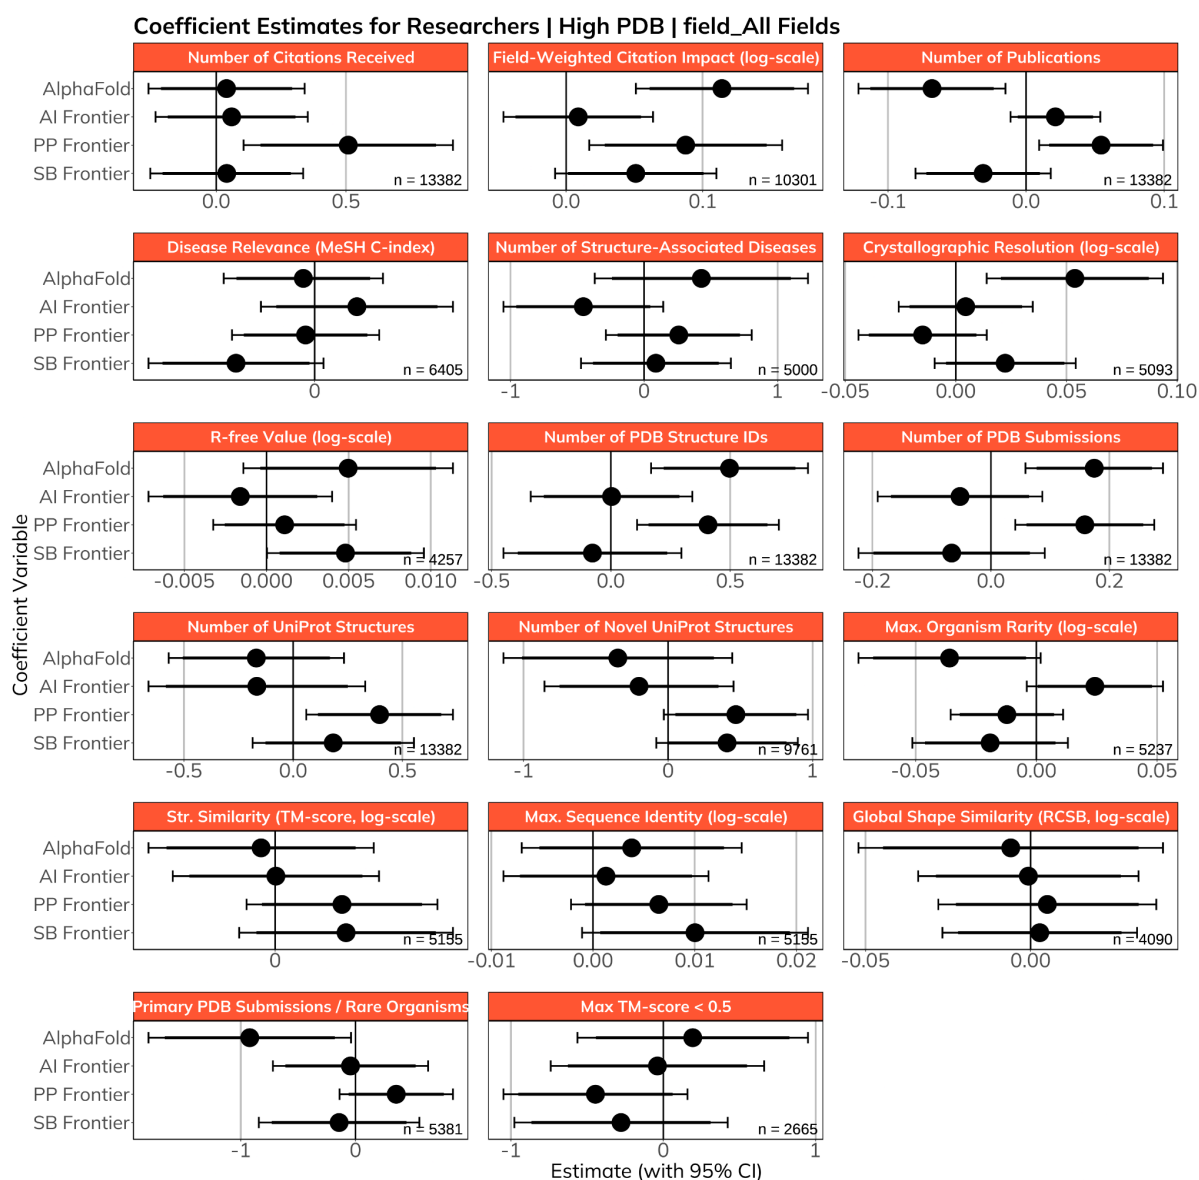 Coefficient Estimates for Researchers | High PDB | field_All Fields
Number of Citations Received
Field-Weighted Citation Impact (log-scale)
Number of Publications
AlphaFold
AI Frontier
PP Frontier
SB Frontier
n = 13382
n = 10301
n = 13382
0.0 0.5
0.0 0.1
-0.1 0.0 0.1
Disease Relevance (MeSH C-index)
Number of Structure-Associated Diseases
Crystallographic Resolution (log-scale)
AlphaFold
AI Frontier
PP Frontier
SB Frontier
n = 6405
n = 5000
n = 5093
0
-1 0 1
-0.05 0.00 0.05 0.10
R-free Value (log-scale)
Number of PDB Structure IDs
Number of PDB Submissions
AlphaFold
AI Frontier
PP Frontier
SB Frontier
n = 4257
n = 13382
n = 13382
-0.005 0.000 0.005 0.010
-0.5 0.0 0.5
-0.2 0.0 0.2
Coefficient Variable
Number of UniProt Structures
Number of Novel UniProt Structures
Max. Organism Rarity (log-scale)
AlphaFold
AI Frontier
PP Frontier
SB Frontier
n = 13382
n = 9761
n = 5237
-0.5 0.0 0.5
-1 0 1
-0.05 0.00 0.05
Str. Similarity (TM-score, log-scale)
Max. Sequence Identity (log-scale)
Global Shape Similarity (RCSB, log-scale)
AlphaFold
AI Frontier
PP Frontier
SB Frontier
n = 5155
n = 5155
n = 4090
0
-0.01 0.00 0.01 0.02
-0.05 0.00
Primary PDB Submissions / Rare Organisms
Max TM-score < 0.5
AlphaFold
AI Frontier
PP Frontier
SB Frontier
n = 5381
n = 2665
-1 0
-1 0 1
Estimate (with 95% CI)